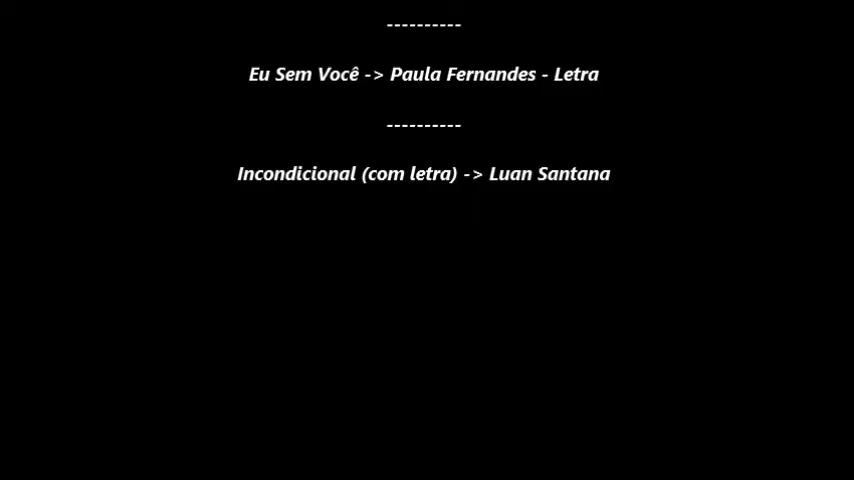 ----------
Eu Sem Você -> Paula Fernandes - Letra
----------
Incondicional (com letra) -> Luan Santana